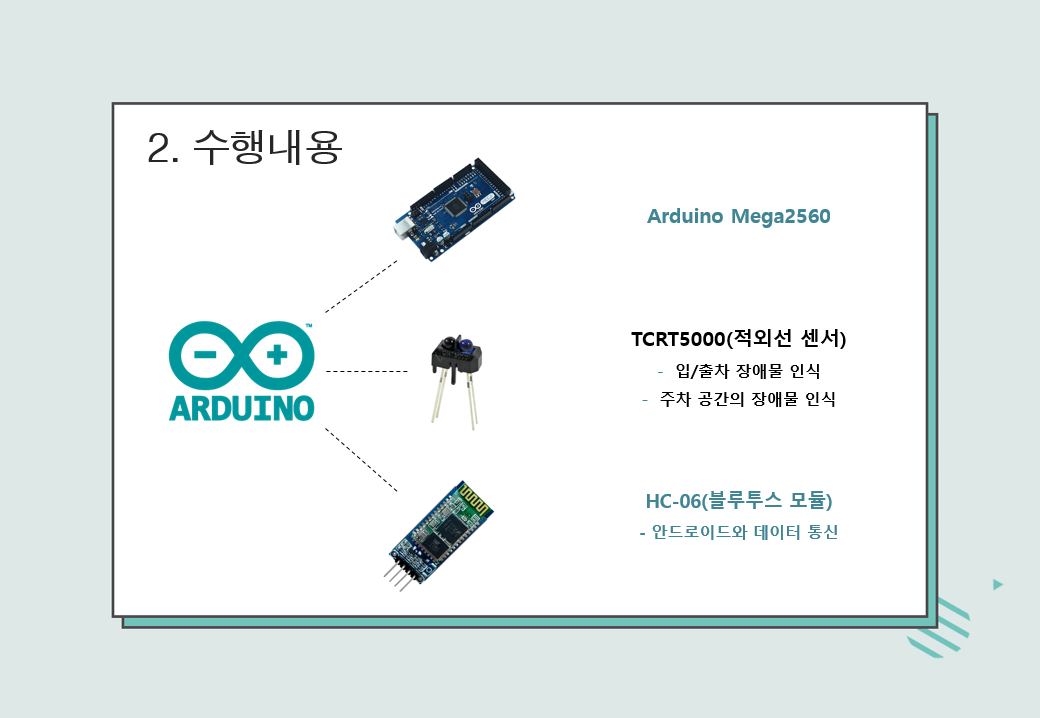 2. 수행내용
Arduino Mega2560
ARDUINO™
TCRT5000(적외선 센서)
- 입/출차 장애물 인식
- 주차 공간의 장애물 인식
HC-06(블루투스 모듈)
- 안드로이드와 데이터 통신